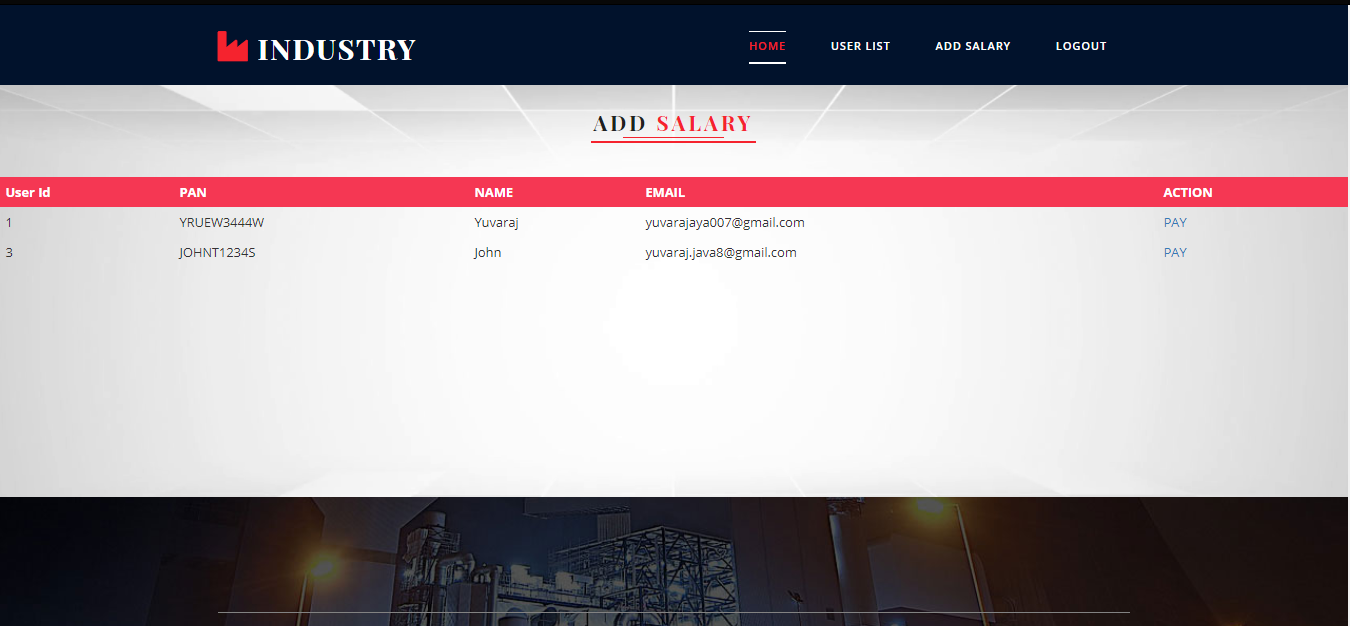 INDUSTRY
HOME USER LIST ADD SALARY LOGOUT
ADD SALARY
User Id PAN NAME EMAIL ACTION
1 YRUEW3444W Yuvaraj yuvarajaya007@gmail.com PAY
3 JOHNT1234S John yuvaraj.java8@gmail.com PAY